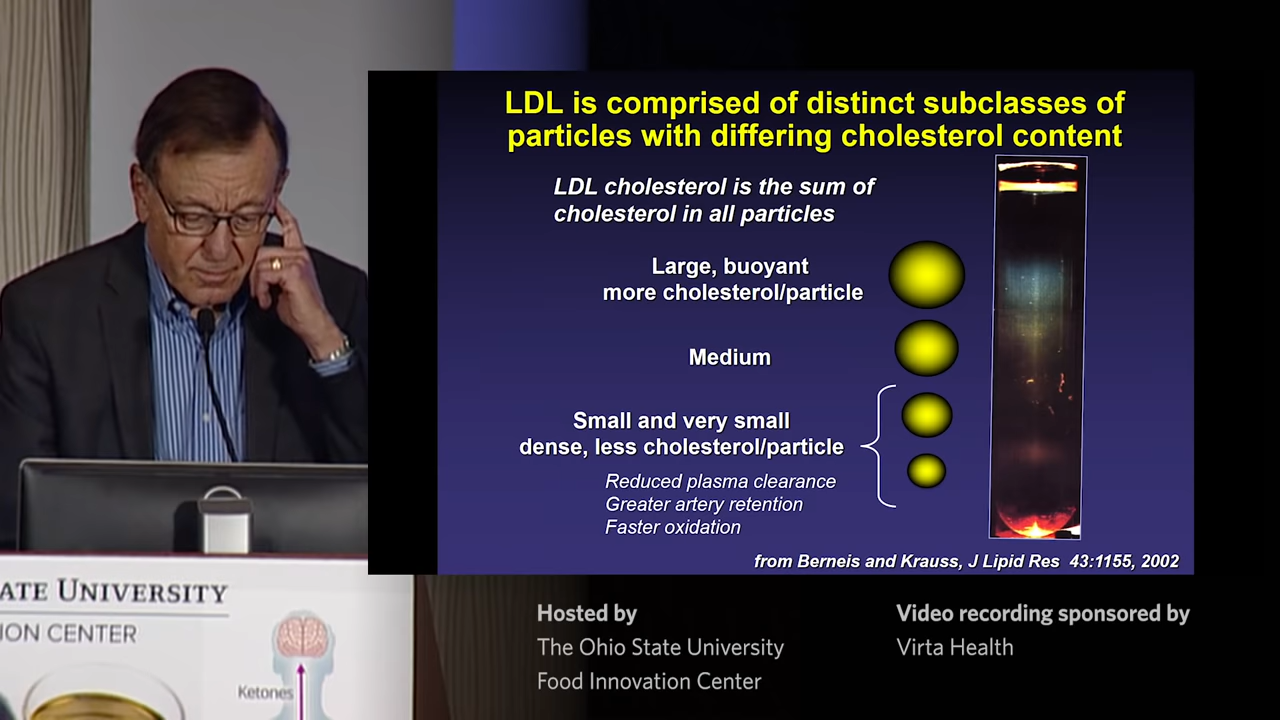 LDL is comprised of distinct subclasses of
particles with differing cholesterol content
LDL cholesterol is the sum of
cholesterol in all particles
Large, buoyant
more cholesterol/particle
Medium
Small and very small
dense, less cholesterol/particle
Reduced plasma clearance
Greater artery retention
Faster oxidation
from Berneis and Krauss, J Lipid Res 43:1155, 2002
ATE UNIVERSITY
ION CENTER
Ketones
Hosted by
The Ohio State University
Food Innovation Center
Video recording sponsored by
Virta Health